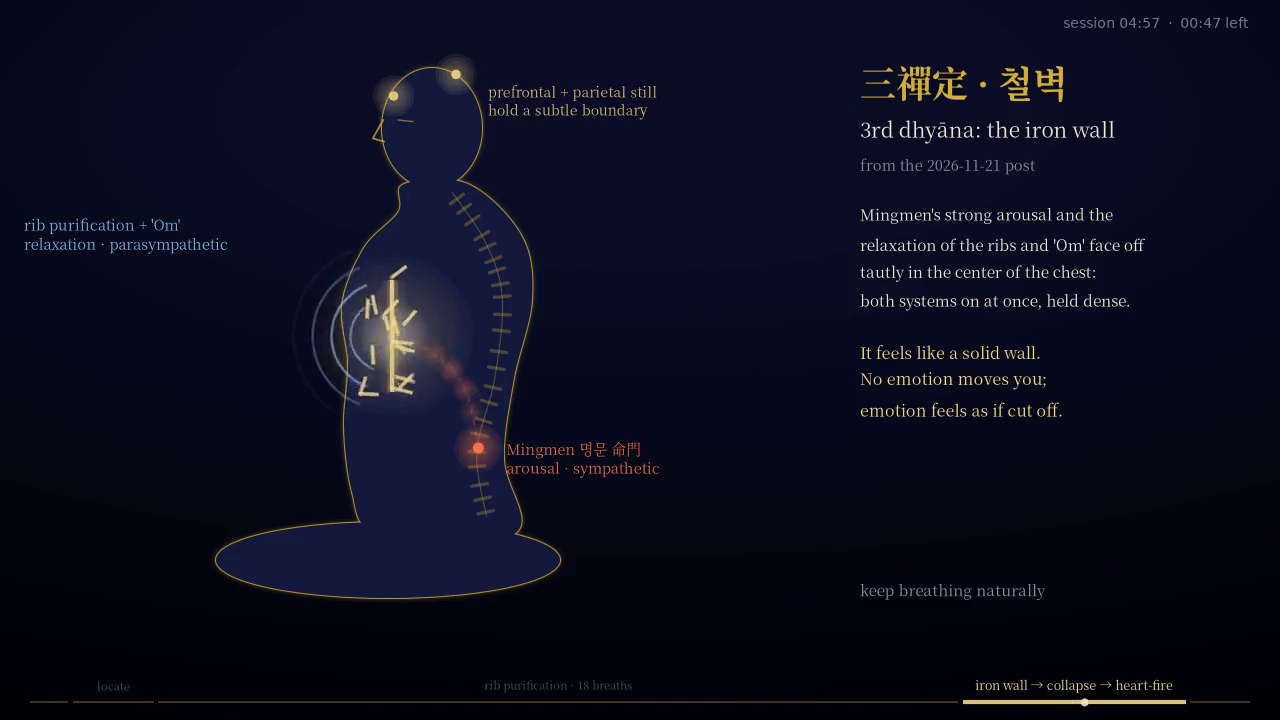 session 04:57 · 00:47 left
三禪定 · 철벽
3rd dhyāna: the iron wall
from the 2026-11-21 post
Mingmen's strong arousal and the
relaxation of the ribs and 'Om' face off
tautly in the center of the chest:
both systems on at once, held dense.
It feels like a solid wall.
No emotion moves you;
emotion feels as if cut off.
keep breathing naturally
prefrontal + parietal still
hold a subtle boundary
rib purification + 'Om'
relaxation · parasympathetic
Mingmen 명문 命門
arousal · sympathetic
locate
rib purification · 18 breaths
iron wall → collapse → heart-fire